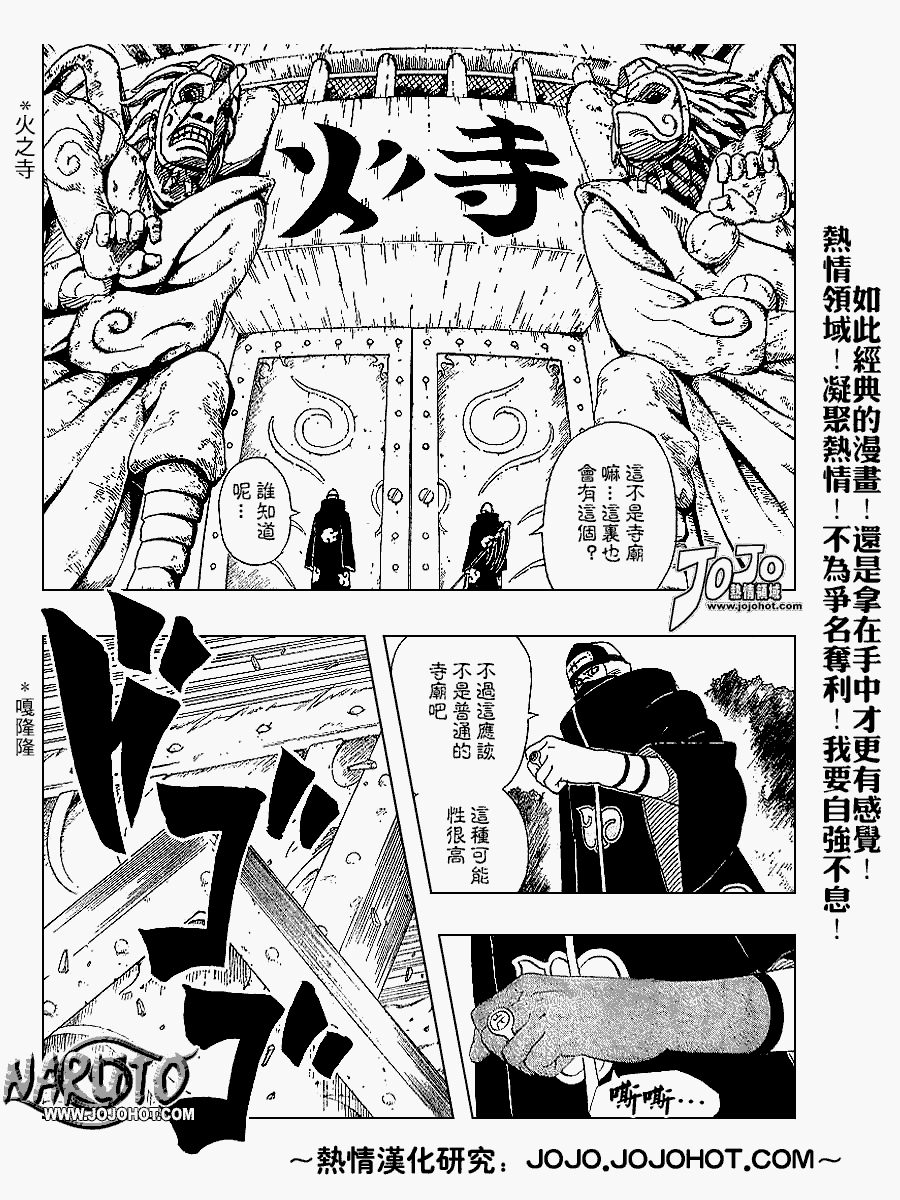 *火之寺
火寺
這不是寺廟
嘛…這裏也
會有這個？
誰知道
呢…
JOJO
熱情領域
www.jojohot.com
不過這應該
不是普通的
寺廟吧
這種可能
性很高
*嘎隆隆
ドゴゴ
嘶嘶…
如此經典的漫畫！還是拿在手中才更有感覺！
熱情領域！凝聚熱情！不為爭名奪利！我要自強不息！
NARUTO
WWW.JOJOHOT.COM
～熱情漢化研究：JOJO.JOJOHOT.COM～